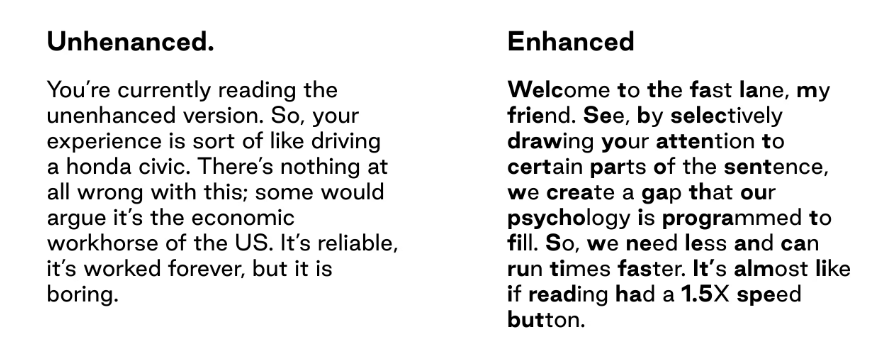 Unhenanced.
You're currently reading the
unenhanced version. So, your
experience is sort of like driving
a honda civic. There's nothing at
all wrong with this; some would
argue it's the economic
workhorse of the US. It's reliable,
it's worked forever, but it is
boring.
Enhanced
Welcome to the fast lane, my
friend. See, by selectively
drawing your attention to
certain parts of the sentence,
we create a gap that our
psychology is programmed to
fill. So, we need less and can
run times faster. It's almost like
if reading had a 1.5X speed
button.